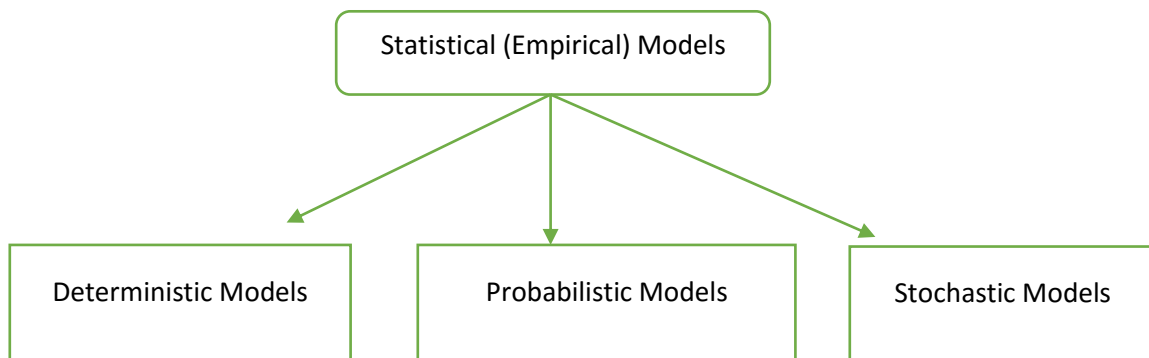 Statistical (Empirical) Models
Deterministic Models
Probabilistic Models
Stochastic Models